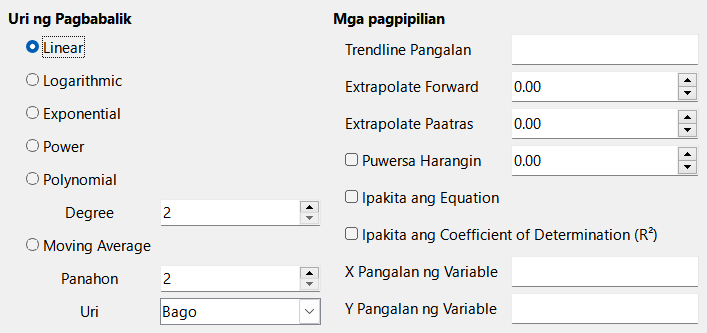 Uri ng Pagbabalik
Linear
Logarithmic
Exponential
Power
Polynomial
Degree 2
Moving Average
Panahon 2
Uri Bago
Mga pagpipilian
Trendline Pangalan
Extrapolate Forward 0.00
Extrapolate Paatras 0.00
Puwersa Harangin 0.00
Ipakita ang Equation
Ipakita ang Coefficient of Determination (R²)
X Pangalan ng Variable
Y Pangalan ng Variable